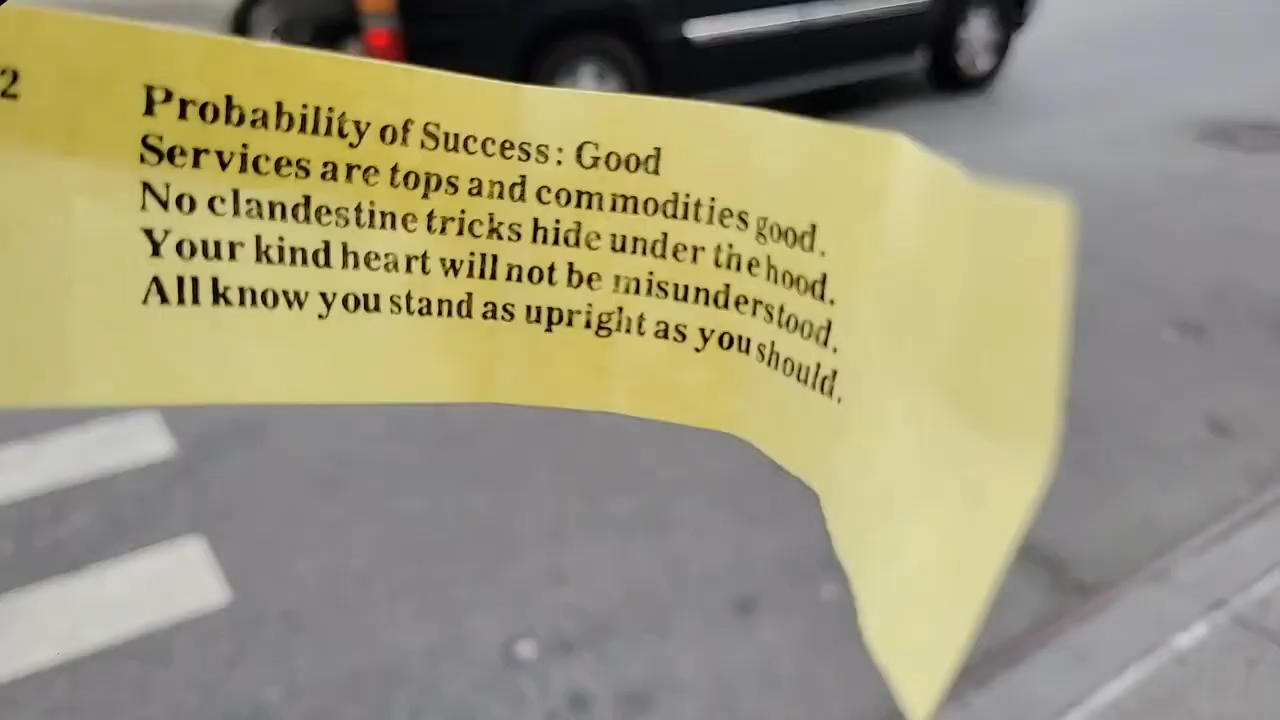 2
Probability of Success: Good
Services are tops and commodities good.
No clandestine tricks hide under the hood.
Your kind heart will not be misunderstood.
All know you stand as upright as you should.